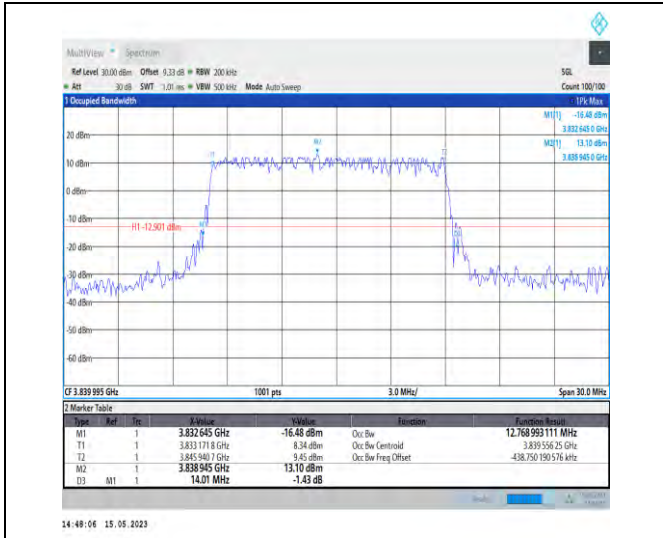 MultiView Spectrum
Ref Level 30.00 dBm Offset 9.33 dB RBW 200 kHz SGL
Att 30 dB SWT 1.01 ms VBW 500 kHz Mode Auto Sweep Count 100/100
1 Occupied Bandwidth 1Pk Max
M1[1] -16.48 dBm
3.832 645 0 GHz
M2[1] 13.10 dBm
3.838 945 0 GHz
20 dBm
M2
T1
10 dBm
0 dBm
-10 dBm
H1 -12.901 dBm
M1
D3
-20 dBm
-30 dBm
-40 dBm
-50 dBm
-60 dBm
CF 3.839 995 GHz 1001 pts 3.0 MHz/ Span 30.0 MHz
2 Marker Table
Type Ref Trc X-Value Y-Value Function Function Result
M1 1 3.832 645 GHz -16.48 dBm Occ Bw 12.768 993 111 MHz
T1 1 3.833 171 8 GHz 8.34 dBm Occ Bw Centroid 3.839 556 25 GHz
T2 1 3.845 940 7 GHz 9.45 dBm Occ Bw Freq Offset -438.750 190 576 kHz
M2 1 3.838 945 GHz 13.10 dBm
D3 M1 1 14.01 MHz -1.43 dB
14:48:06 15.05.2023